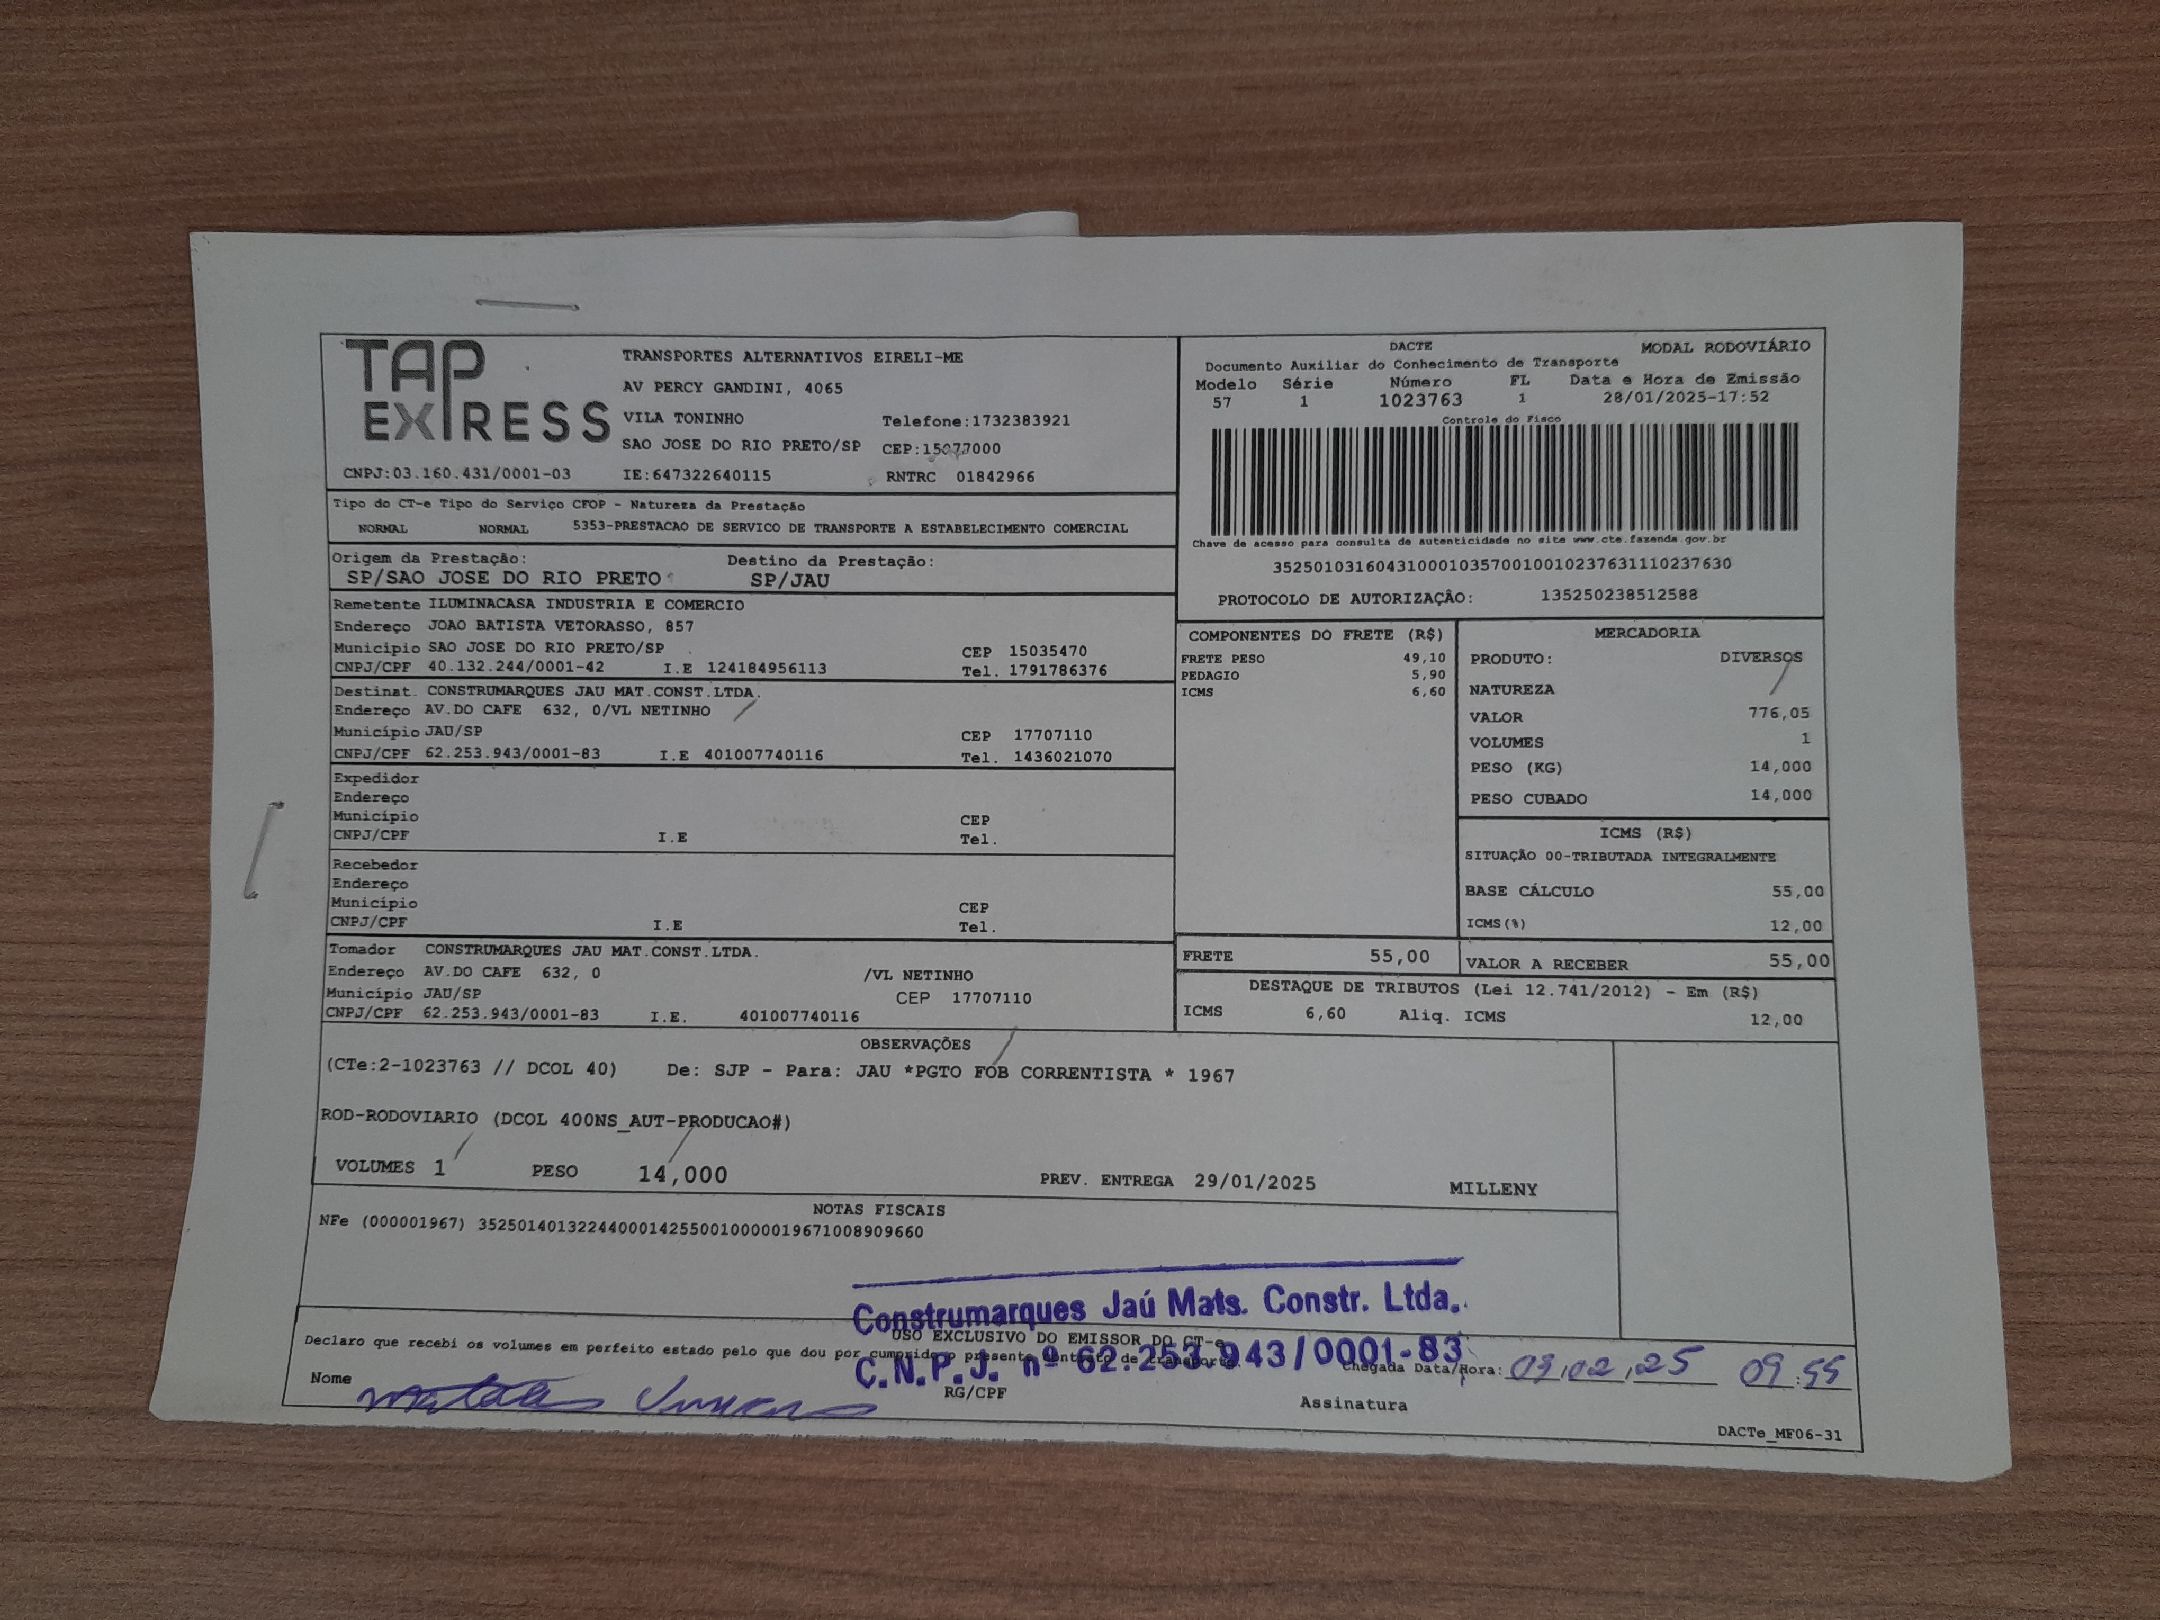 TAP EXPRESS
TRANSPORTES ALTERNATIVOS EIRELI-ME
AV PERCY GANDINI, 4065
VILA TONINHO Telefone:1732383921
SAO JOSE DO RIO PRETO/SP CEP:15077000
CNPJ:03.160.431/0001-03 IE:647322640115 RNTRC 01842966
DACTE MODAL RODOVIÁRIO
Documento Auxiliar do Conhecimento de Transporte
Modelo Série Número FL Data e Hora de Emissão
57 1 1023763 1 28/01/2025-17:52
Controle do Fisco
Chave de acesso para consulta de autenticidade no site www.cte.fazenda.gov.br
35250103160431000103570010010237631110237630
PROTOCOLO DE AUTORIZAÇÃO: 135250238512588
Tipo do CT-e Tipo do Serviço CFOP - Natureza da Prestação
NORMAL NORMAL 5353-PRESTACAO DE SERVICO DE TRANSPORTE A ESTABELECIMENTO COMERCIAL
Origem da Prestação: Destino da Prestação:
SP/SAO JOSE DO RIO PRETO SP/JAU
Remetente ILUMINACASA INDUSTRIA E COMERCIO
Endereço JOAO BATISTA VETORASSO, 857
Município SAO JOSE DO RIO PRETO/SP CEP 15035470
CNPJ/CPF 40.132.244/0001-42 I.E 124184956113 Tel. 1791786376
Destinat. CONSTRUMARQUES JAU MAT.CONST.LTDA.
Endereço AV.DO CAFE 632, 0/VL NETINHO
Município JAU/SP CEP 17707110
CNPJ/CPF 62.253.943/0001-83 I.E 401007740116 Tel. 1436021070
Expedidor
Endereço
Município CEP
CNPJ/CPF I.E Tel.
Recebedor
Endereço
Município CEP
CNPJ/CPF I.E Tel.
Tomador CONSTRUMARQUES JAU MAT.CONST.LTDA.
Endereço AV.DO CAFE 632, 0 /VL NETINHO
Município JAU/SP CEP 17707110
CNPJ/CPF 62.253.943/0001-83 I.E. 401007740116
COMPONENTES DO FRETE (R$)
FRETE PESO 49,10
PEDAGIO 5,90
ICMS 6,60
MERCADORIA
PRODUTO: DIVERSOS
NATUREZA
VALOR 776,05
VOLUMES 1
PESO (KG) 14,000
PESO CUBADO 14,000
ICMS (R$)
SITUAÇÃO 00-TRIBUTADA INTEGRALMENTE
BASE CÁLCULO 55,00
ICMS(%) 12,00
FRETE 55,00 VALOR A RECEBER 55,00
DESTAQUE DE TRIBUTOS (Lei 12.741/2012) - Em (R$)
ICMS 6,60 Aliq. ICMS 12,00
OBSERVAÇÕES
(CTe:2-1023763 // DCOL 40) De: SJP - Para: JAU *PGTO FOB CORRENTISTA * 1967
ROD-RODOVIARIO (DCOL 400NS_AUT-PRODUCAO#)
VOLUMES 1 PESO 14,000 PREV. ENTREGA 29/01/2025 MILLENY
NOTAS FISCAIS
NFe (000001967) 35250140132244000142550010000019671008909660
Construmarques Jaú Mats. Constr. Ltda.
USO EXCLUSIVO DO EMISSOR DO CT-e
Declaro que recebi os volumes em perfeito estado pelo que dou por cumprido o presente contrato de transporte.
C.N.P.J. nº 62.253.943/0001-83
Chegada Data/Hora: 03,02,25 09:55
Nome RG/CPF Assinatura
DACTe_MF06-31